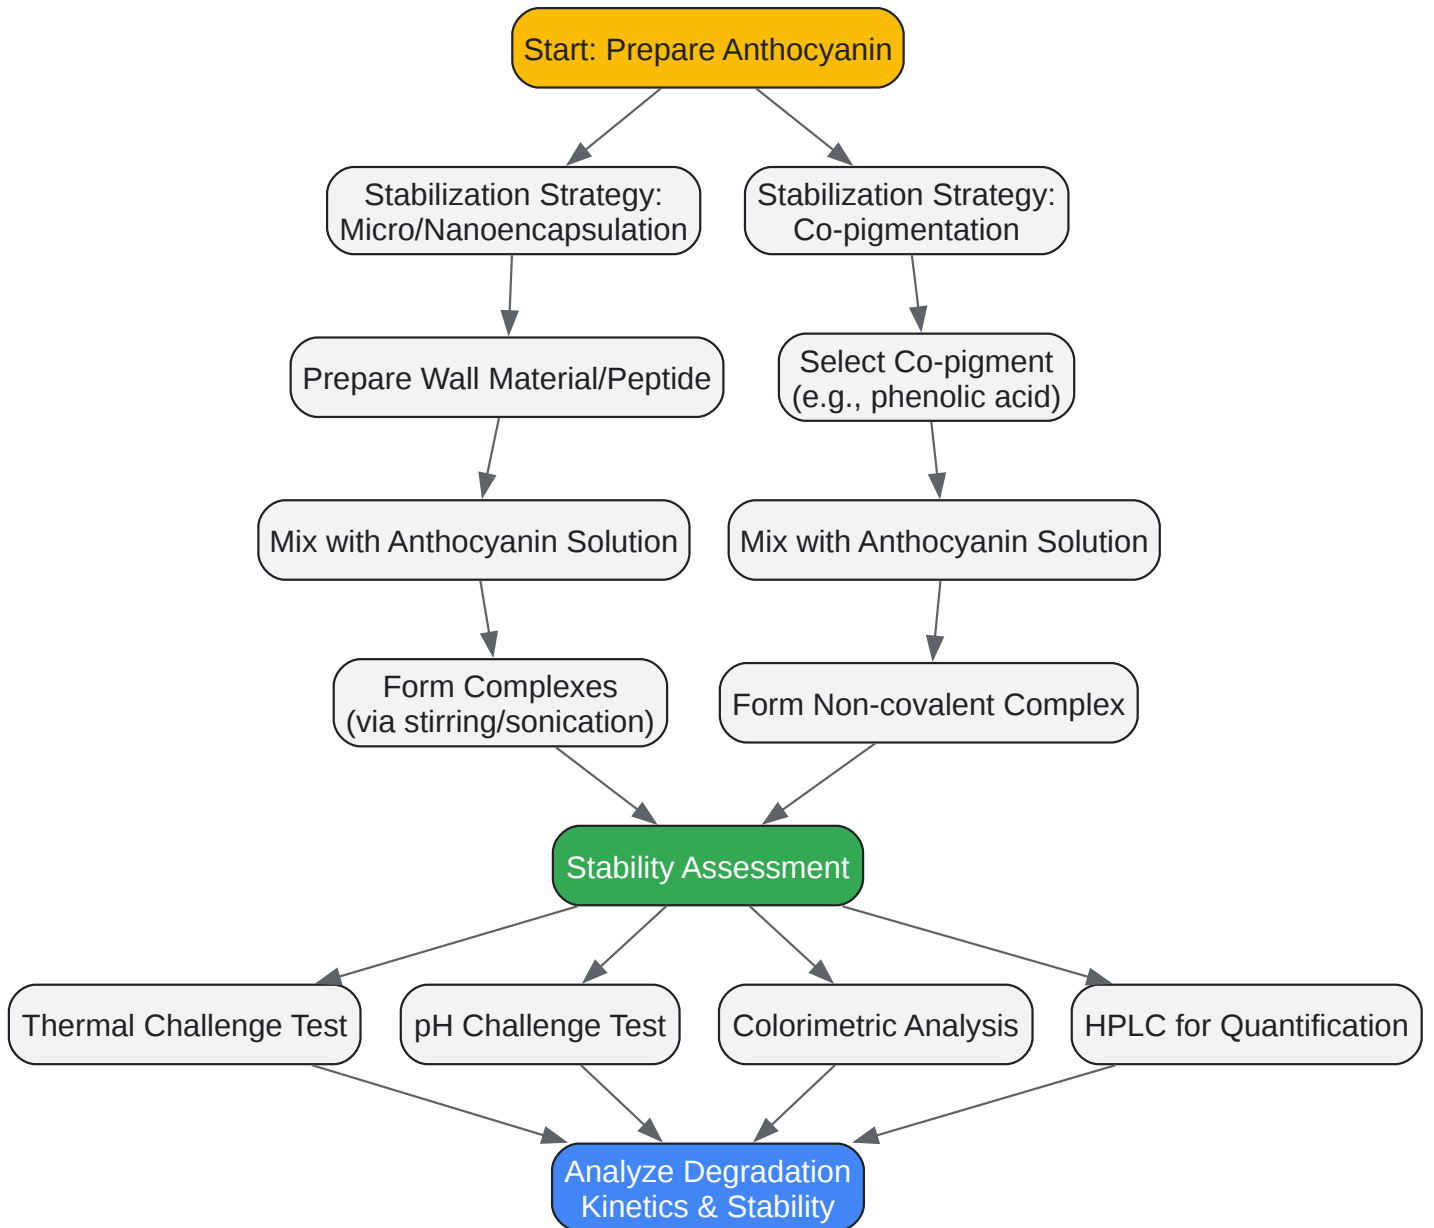 Start: Prepare Anthocyanin
Stabilization Strategy:
Micro/Nanoencapsulation
Stabilization Strategy:
Co-pigmentation
Prepare Wall Material/Peptide
Select Co-pigment
(e.g., phenolic acid)
Mix with Anthocyanin Solution
Mix with Anthocyanin Solution
Form Complexes
(via stirring/sonication)
Form Non-covalent Complex
Stability Assessment
Thermal Challenge Test
pH Challenge Test
Colorimetric Analysis
HPLC for Quantification
Analyze Degradation
Kinetics & Stability